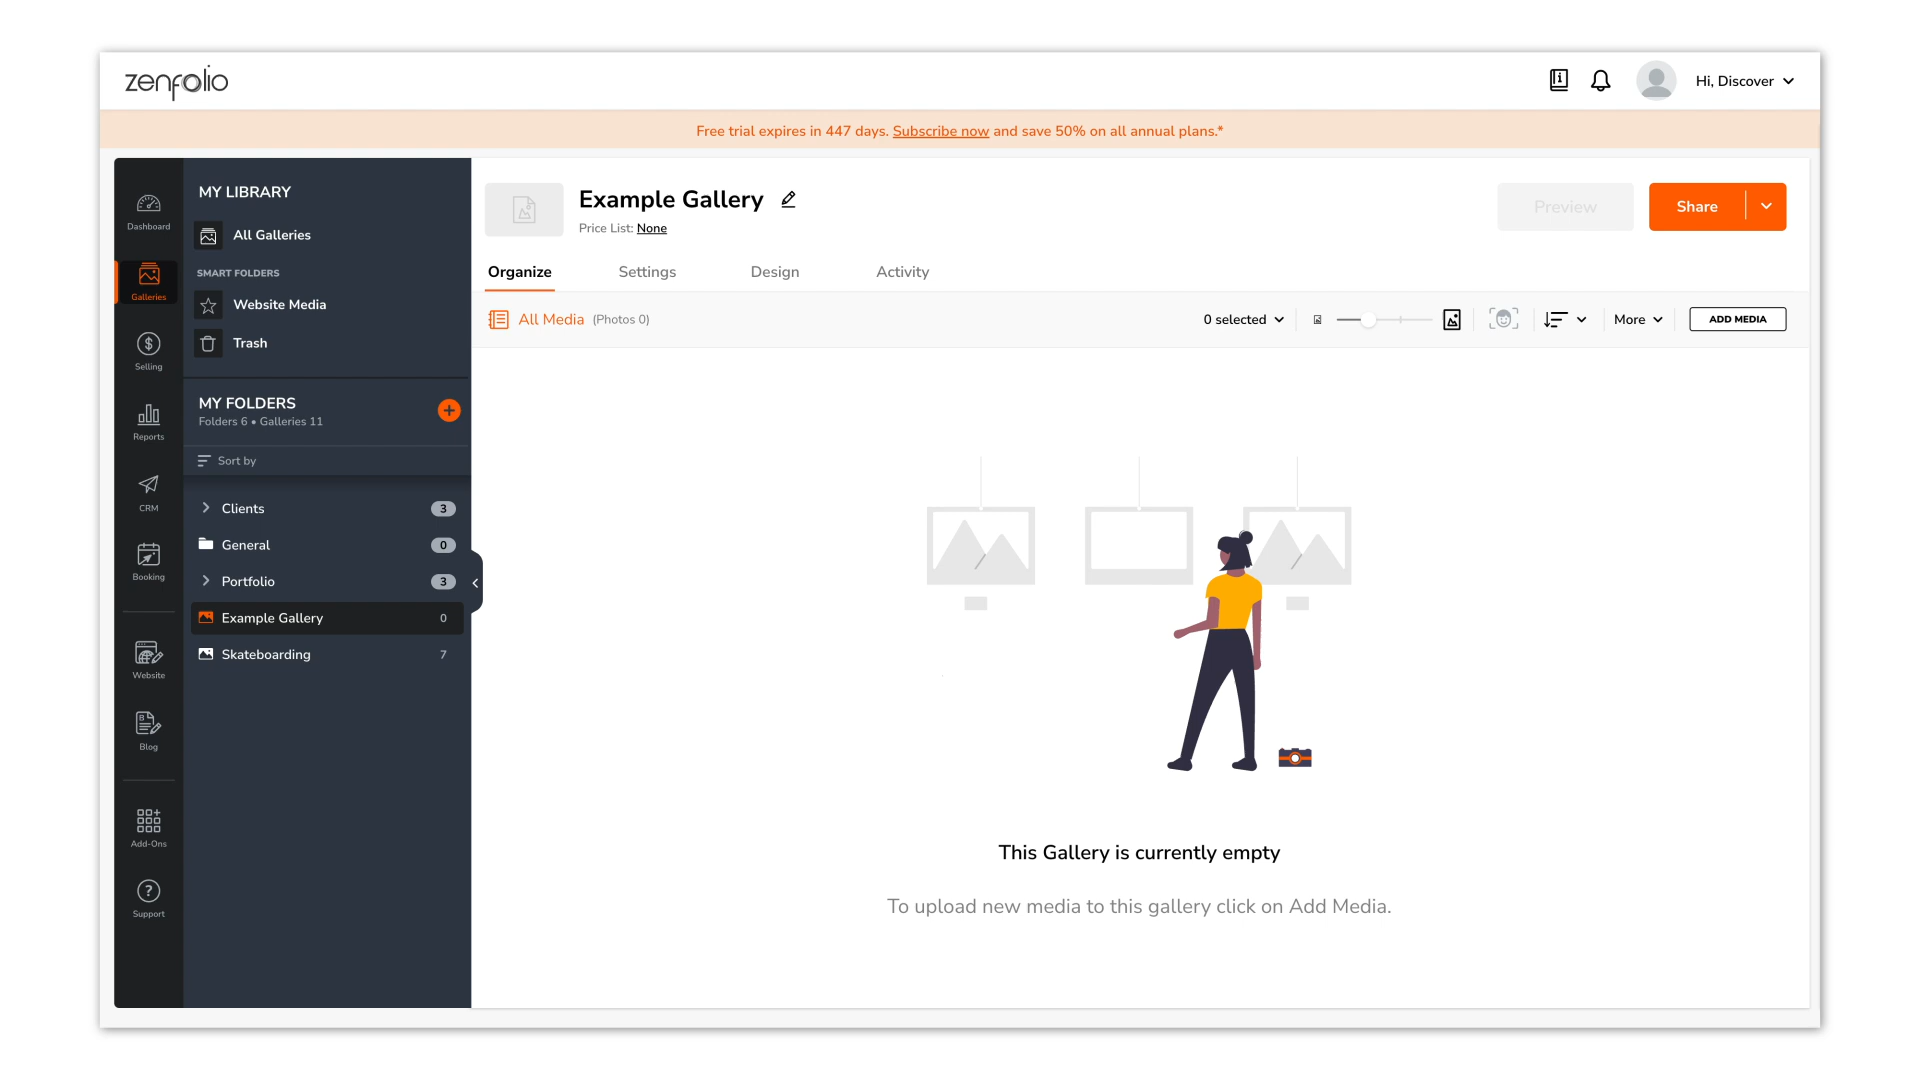 zenfolio
Hi, Discover
Free trial expires in 447 days. Subscribe now and save 50% on all annual plans.*
Dashboard
Galleries
Selling
Reports
CRM
Booking
Website
Blog
Add-Ons
Support
MY LIBRARY
All Galleries
SMART FOLDERS
Website Media
Trash
MY FOLDERS
Folders 6 • Galleries 11
Sort by
Clients 3
General 0
Portfolio 3
Example Gallery 0
Skateboarding 7
Example Gallery
Price List: None
Preview
Share
Organize Settings Design Activity
All Media (Photos 0)
0 selected
More
ADD MEDIA
This Gallery is currently empty
To upload new media to this gallery click on Add Media.